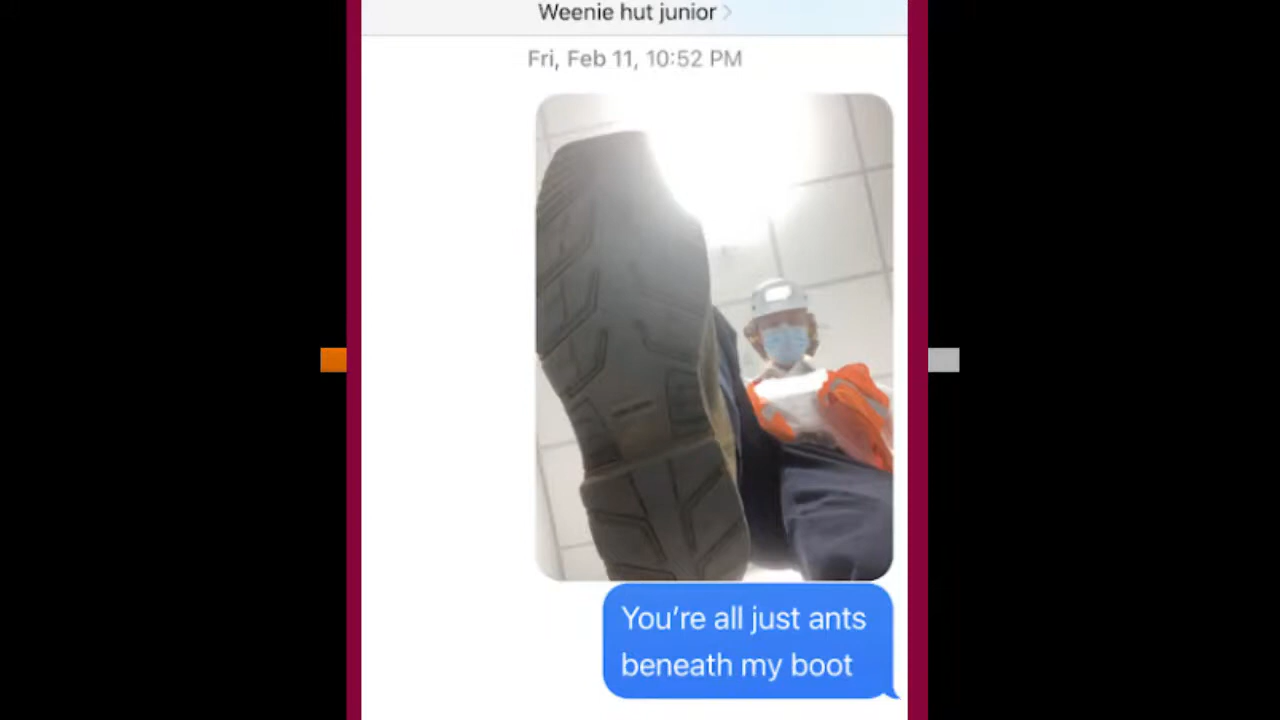 Weenie hut junior
Fri, Feb 11, 10:52 PM
You’re all just ants
beneath my boot